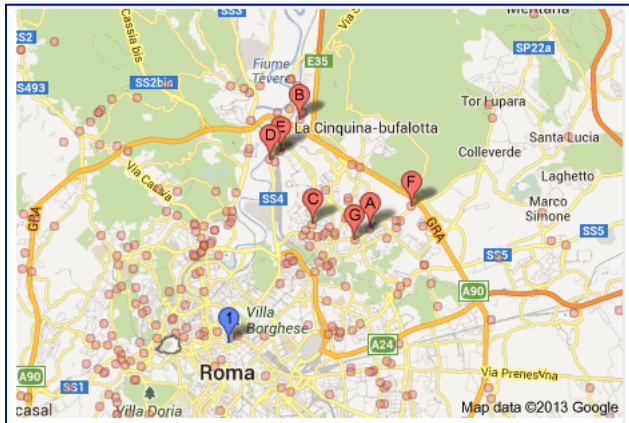 SS3
Mentana
SS2
Cassia bis
Via S
SP22a
Fiume
Tevere
E35
SS493
SS2bis
B
Tor Lupara
E
La Cinquina-bufalotta
D
Santa Lucia
Colleverde
Via Cassia
F
Laghetto
SS4
C
A
Marco
Simone
G
GRA
GRA
SS5
SS5
A90
1
Villa
Borghese
A24
A90
SS1
Roma
Via Prenestina
casal
Villa Doria
Map data ©2013 Google